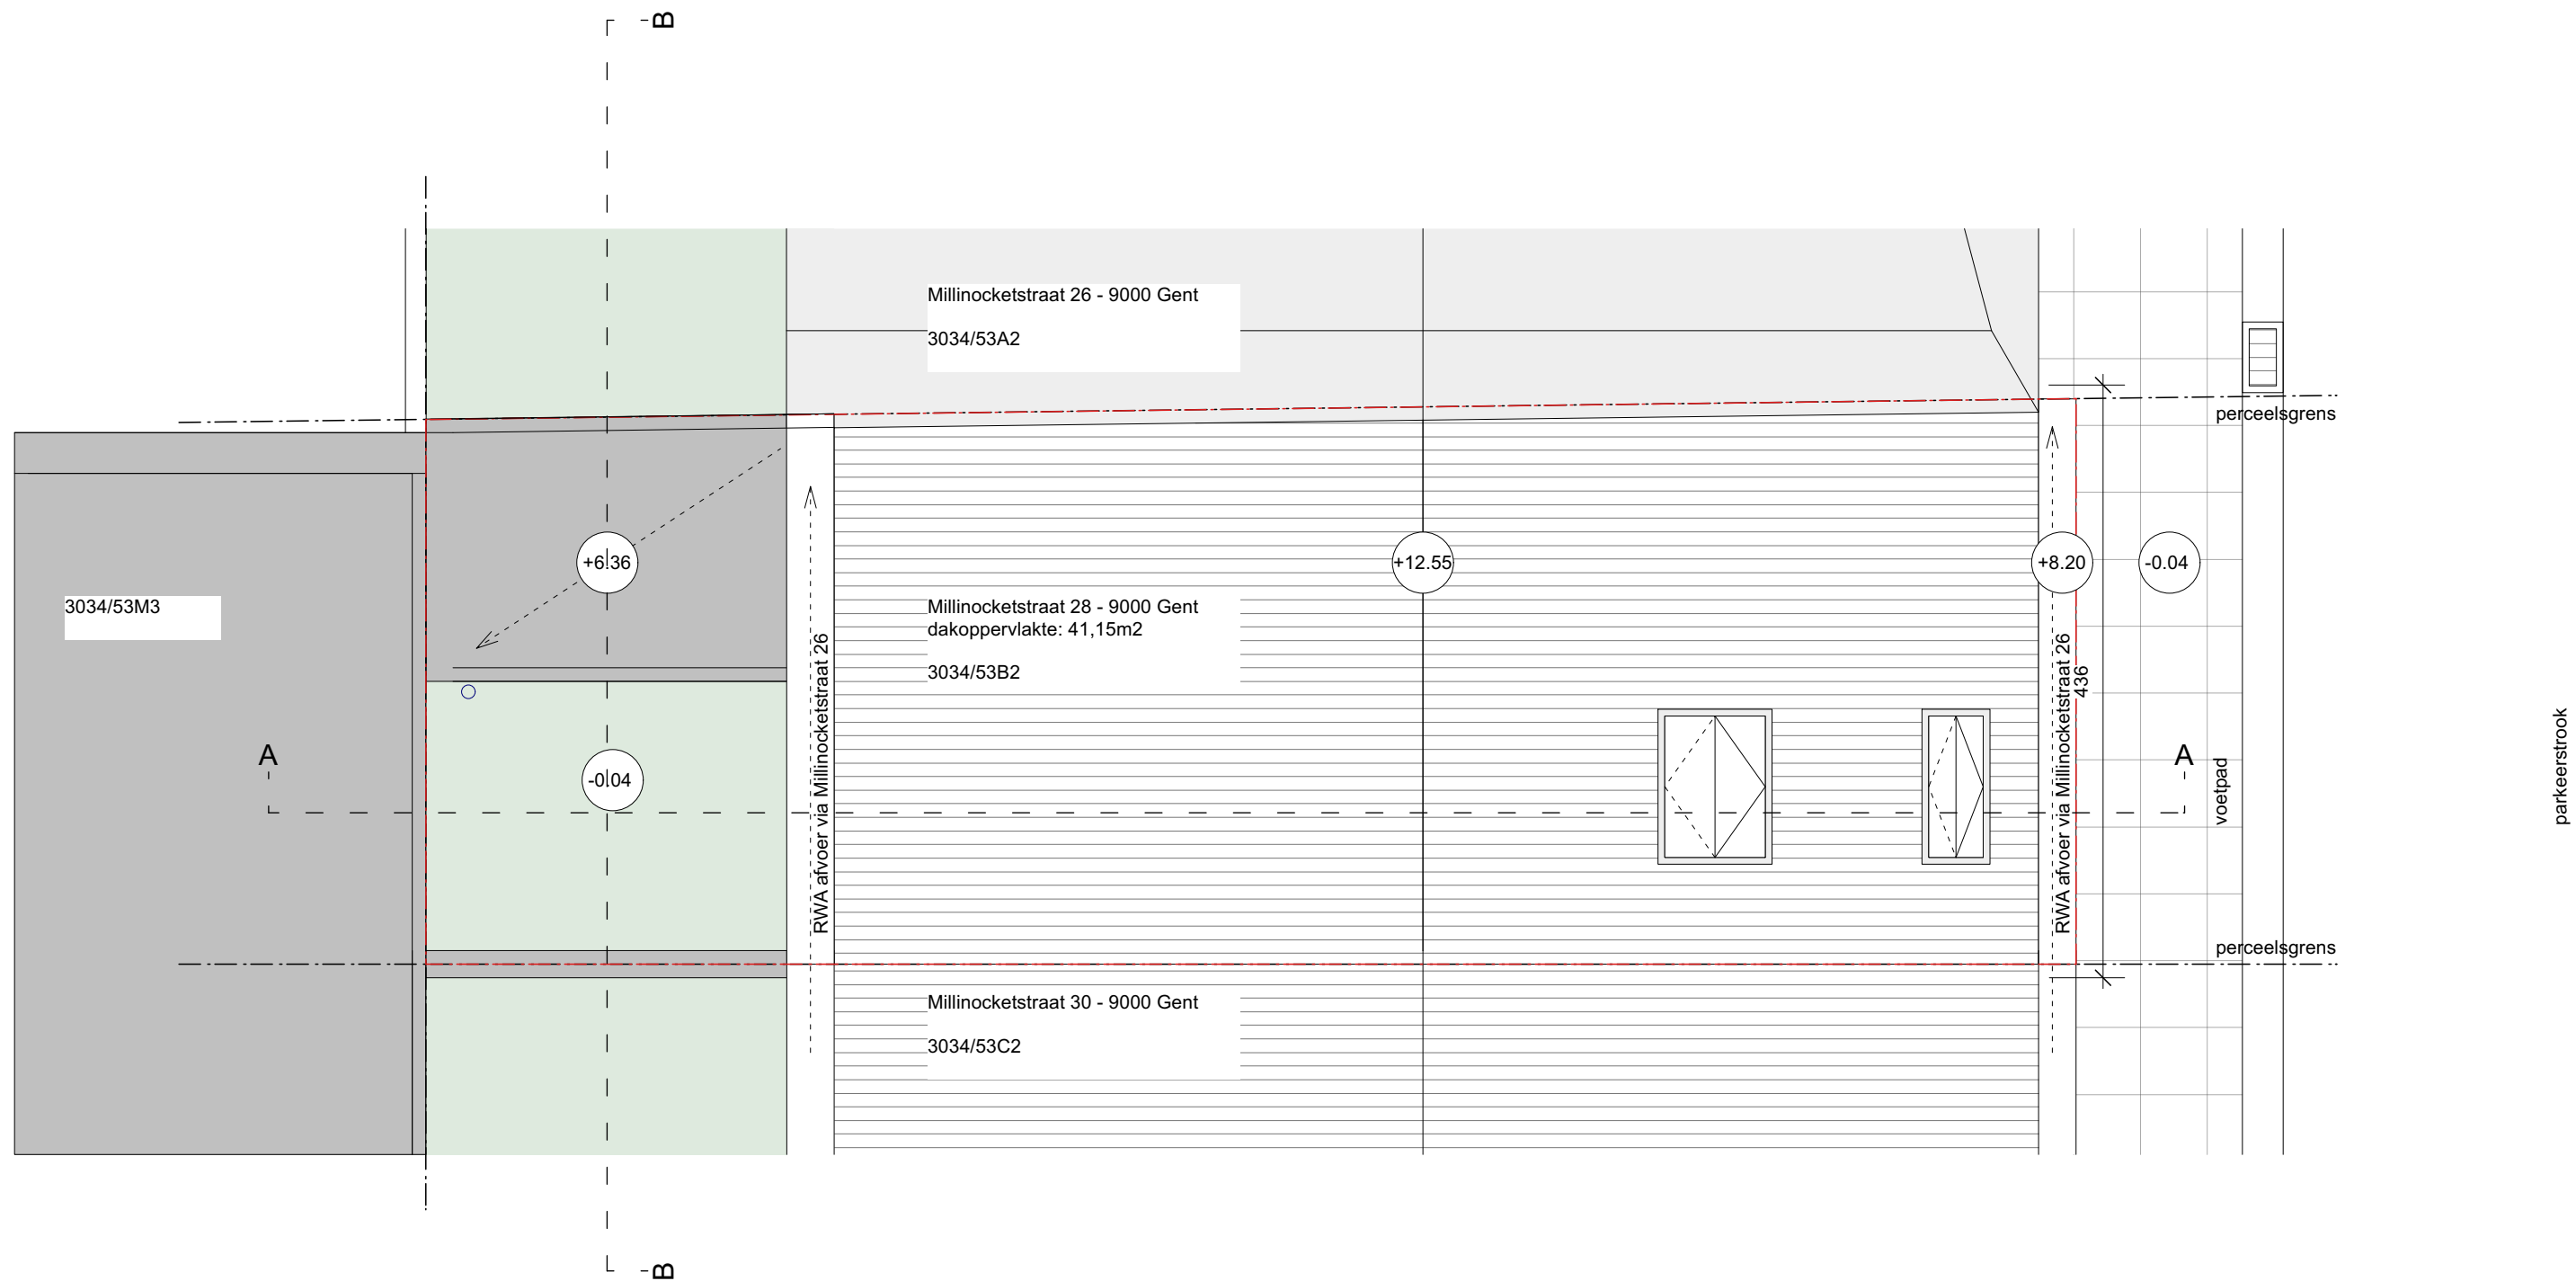 B
Millinocketstraat 26 - 9000 Gent
3034/53A2
perceelsgrens
+6.36
+12.55
+8.20
-0.04
3034/53M3
Millinocketstraat 28 - 9000 Gent
dakoppervlakte: 41,15m2
3034/53B2
RWA afvoer via Millinocketstraat 26
RWA afvoer via Millinocketstraat 26
436
A
-0.04
A
voetpad
parkeerstrook
perceelsgrens
Millinocketstraat 30 - 9000 Gent
3034/53C2
B